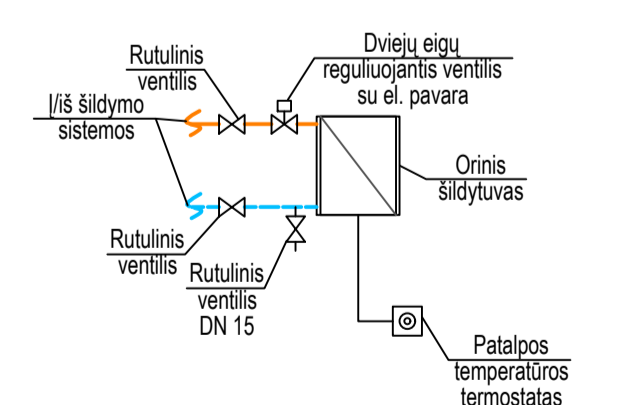 Dviejų eigų
reguliuojantis ventilis
su el. pavara
Rutulinis
ventilis
Į/iš šildymo
sistemos
Orinis
šildytuvas
Rutulinis
ventilis
Rutulinis
ventilis
DN 15
Patalpos
temperatūros
termostatas